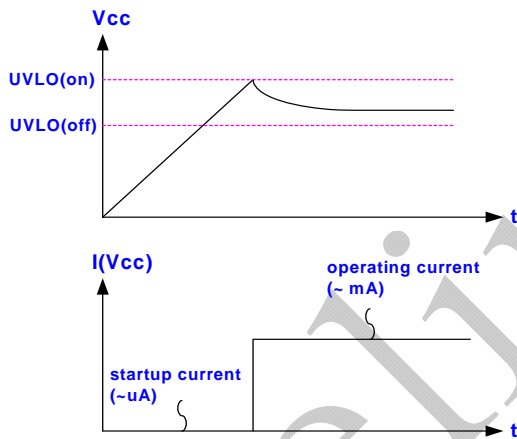 Vcc
UVLO(on)
UVLO(off)
t
I(Vcc)
operating current
(~ mA)
startup current
(~uA)
t